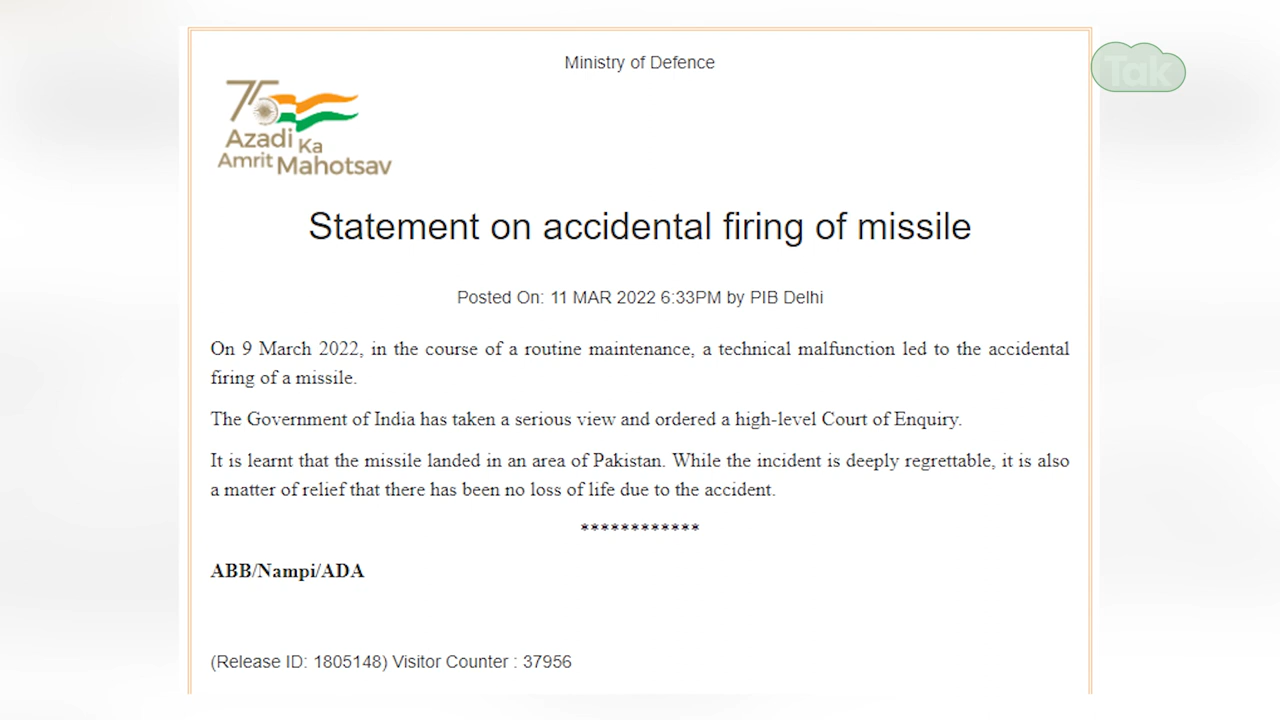 Ministry of Defence
Tak
75
Azadi Ka
Amrit Mahotsav
Statement on accidental firing of missile
Posted On: 11 MAR 2022 6:33PM by PIB Delhi
On 9 March 2022, in the course of a routine maintenance, a technical malfunction led to the accidental
firing of a missile.
The Government of India has taken a serious view and ordered a high-level Court of Enquiry.
It is learnt that the missile landed in an area of Pakistan. While the incident is deeply regrettable, it is also
a matter of relief that there has been no loss of life due to the accident.
************
ABB/Nampi/ADA
(Release ID: 1805148) Visitor Counter : 37956